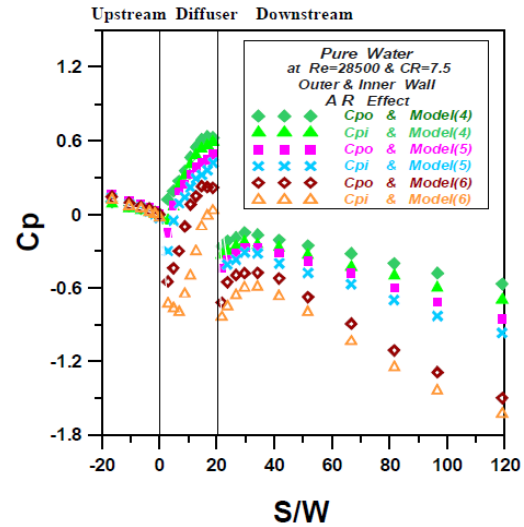 Upstream Diffuser Downstream
Pure Water
at Re=28500 & CR=7.5
Outer & Inner Wall
A R Effect
Cpo & Model(4)
Cpi & Model(4)
Cpo & Model(5)
Cpi & Model(5)
Cpo & Model(6)
Cpi & Model(6)
1.2
0.6
0
-0.6
-1.2
-1.8
Cp
-20 0 20 40 60 80 100 120
S/W